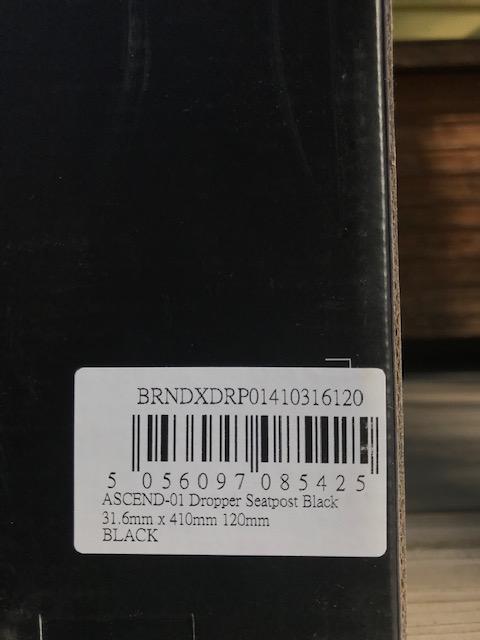 BRNDXDRP01410316120
5 056097 085425
ASCEND-01 Dropper Seatpost Black
31.6mm x 410mm 120mm
BLACK